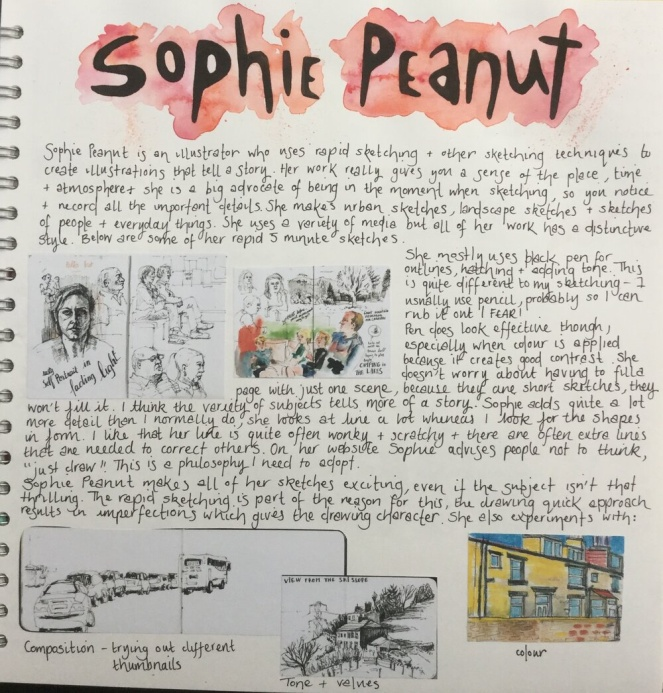 Sophie Peanut
Sophie Peanut is an illustrator who uses rapid sketching + other sketching techniques to
create illustrations that tell a story. Her work really gives you a sense of the place, time
+ atmosphere + she is a big advocate of being in the moment when sketching, so you notice
+ record all the important details. She makes urban sketches, landscape sketches + sketches
of people + everyday things. She uses a variety of media but all of her work has a distinctive
style. Below are some of her rapid 5 minute sketches.
She mostly uses black pen for
outlines, hatching + adding tone. This
is quite different to my sketching - I
usually use pencil, probably so I can
rub it out I FEAR!
Pen does look effective though,
especially when colour is applied
because it creates good contrast. She
doesn't worry about having to fill a
page with just one scene, because they are short sketches, they
won't fill it. I think the variety of subjects tells more of a story. Sophie adds quite a lot
more detail than I normally do, she looks at line a lot whereas I look for the shapes
in form. I like that her line is quite often wonky + scratchy + there are often extra lines
that are needed to correct others. On her website Sophie advises people not to think,
"just draw"!! This is a philosophy I need to adopt.
Sophie Peanut makes all of her sketches exciting, even if the subject isn't that
thrilling. The rapid sketching is part of the reason for this, the drawing quick approach
results in imperfections which gives the drawing character. She also experiments with:
Self Portrait in
fading light
VIEW FROM THE SKI SLOPE
Composition - trying out different
thumbnails
Tone + values
colour